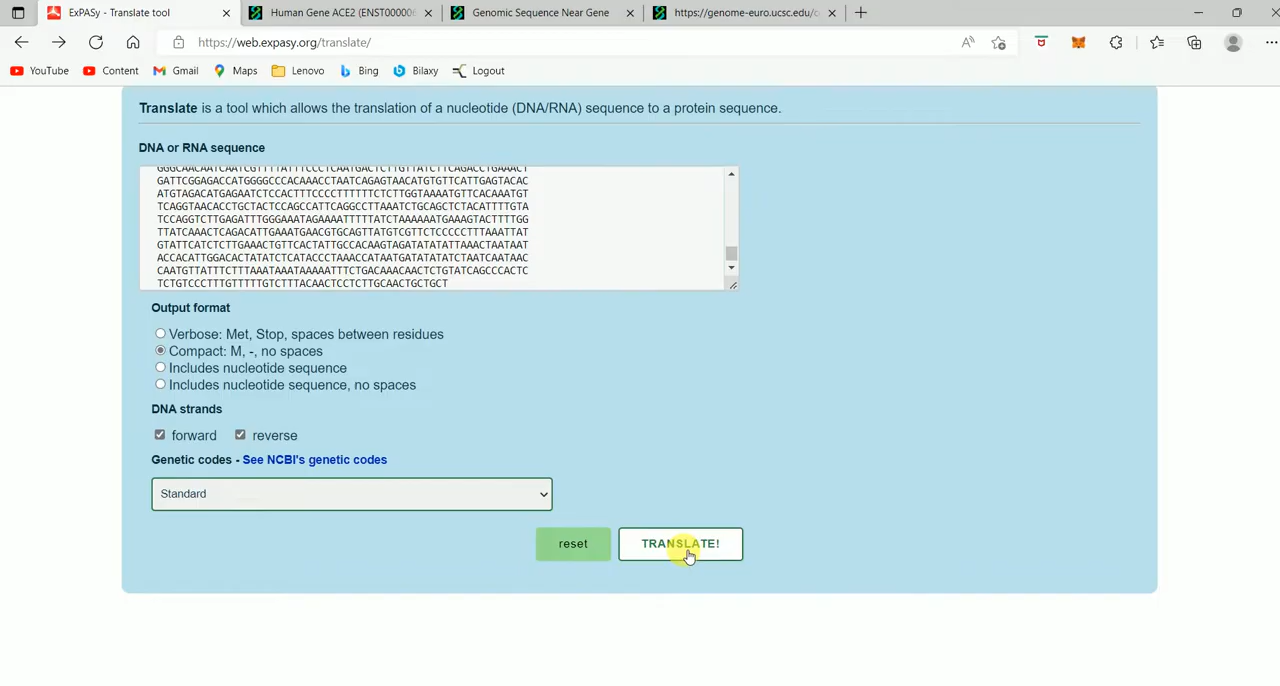 ExPASy - Translate tool
Human Gene ACE2 (ENST00000
Genomic Sequence Near Gene
https://genome-euro.ucsc.edu/c
https://web.expasy.org/translate/
YouTube
Content
Gmail
Maps
Lenovo
Bing
Bilaxy
Logout
Translate is a tool which allows the translation of a nucleotide (DNA/RNA) sequence to a protein sequence.
DNA or RNA sequence
GGGCAACAATCAATCGTTTTATTTCCCTCAATGACTCTTGTTATCTTCAGACCTGAAACT
GATTCGGAGACCATGGGGCCCACAAACCTAATCAGAGTAACATGTGTTCATTGAGTACAC
ATGTAGACATGAGAATCTCCACTTTCCCCTTTTTTCTCTTGGTAAAATGTTCACAAATGT
TCAGGTAACACCTGCTACTCCAGCCATTCAGGCCTTAAATCTGCAGCTCTACATTTTGTA
TCCAGGTCTTGAGATTTGGGAAATAGAAAATTTTTATCTAAAAAATGAAAGTACTTTTGG
TTATCAAACTCAGACATTGAAATGAACGTGCAGTTATGTCGTTCTCCCCCTTTAAATTAT
GTATTCATCTCTTGAAACTGTTCACTATTGCCACAAGTAGATATATATTAAACTAATAAT
ACCACATTGGACACTATATCTCATACCCTAAACCATAATGATATATATCTAATCAATAAC
CAATGTTATTTCTTTAAATAAATAAAAATTTCTGACAAACAACTCTGTATCAGCCCACTC
TCTGTCCCTTTGTTTTTGTCTTTACAACTCCTCTTGCAACTGCTGCT
Output format
Verbose: Met, Stop, spaces between residues
Compact: M, -, no spaces
Includes nucleotide sequence
Includes nucleotide sequence, no spaces
DNA strands
forward
reverse
Genetic codes - See NCBI's genetic codes
Standard
reset
TRANSLATE!